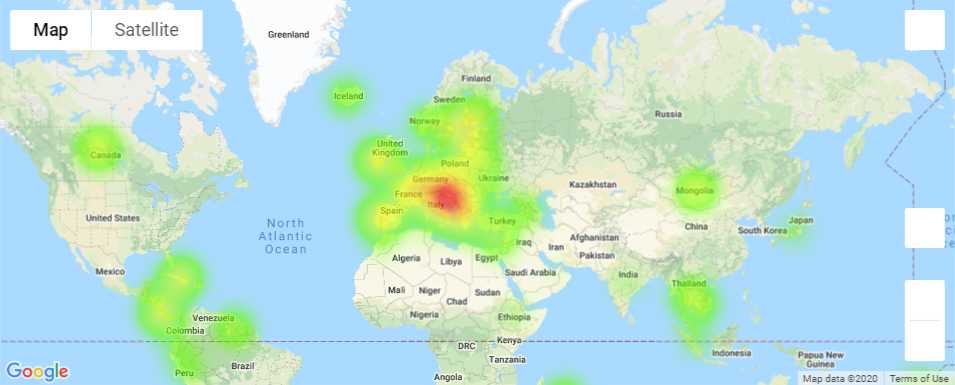 Map
Satellite
Greenland
Iceland
Finland
Sweden
Norway
Russia
United
Kingdom
Canada
Poland
Germany
Ukraine
France
Italy
Spain
Kazakhstan
Mongolia
United States
North
Atlantic
Ocean
Turkey
Japan
South Korea
China
Afghanistan
Iraq
Iran
Pakistan
Algeria
Libya
Egypt
Mexico
Saudi Arabia
India
Thailand
Mali
Niger
Sudan
Chad
Nigeria
Ethiopia
Venezuela
Colombia
Kenya
DRC
Indonesia
Papua New
Guinea
Tanzania
Brazil
Peru
Angola
Google
Map data ©2020
Terms of Use